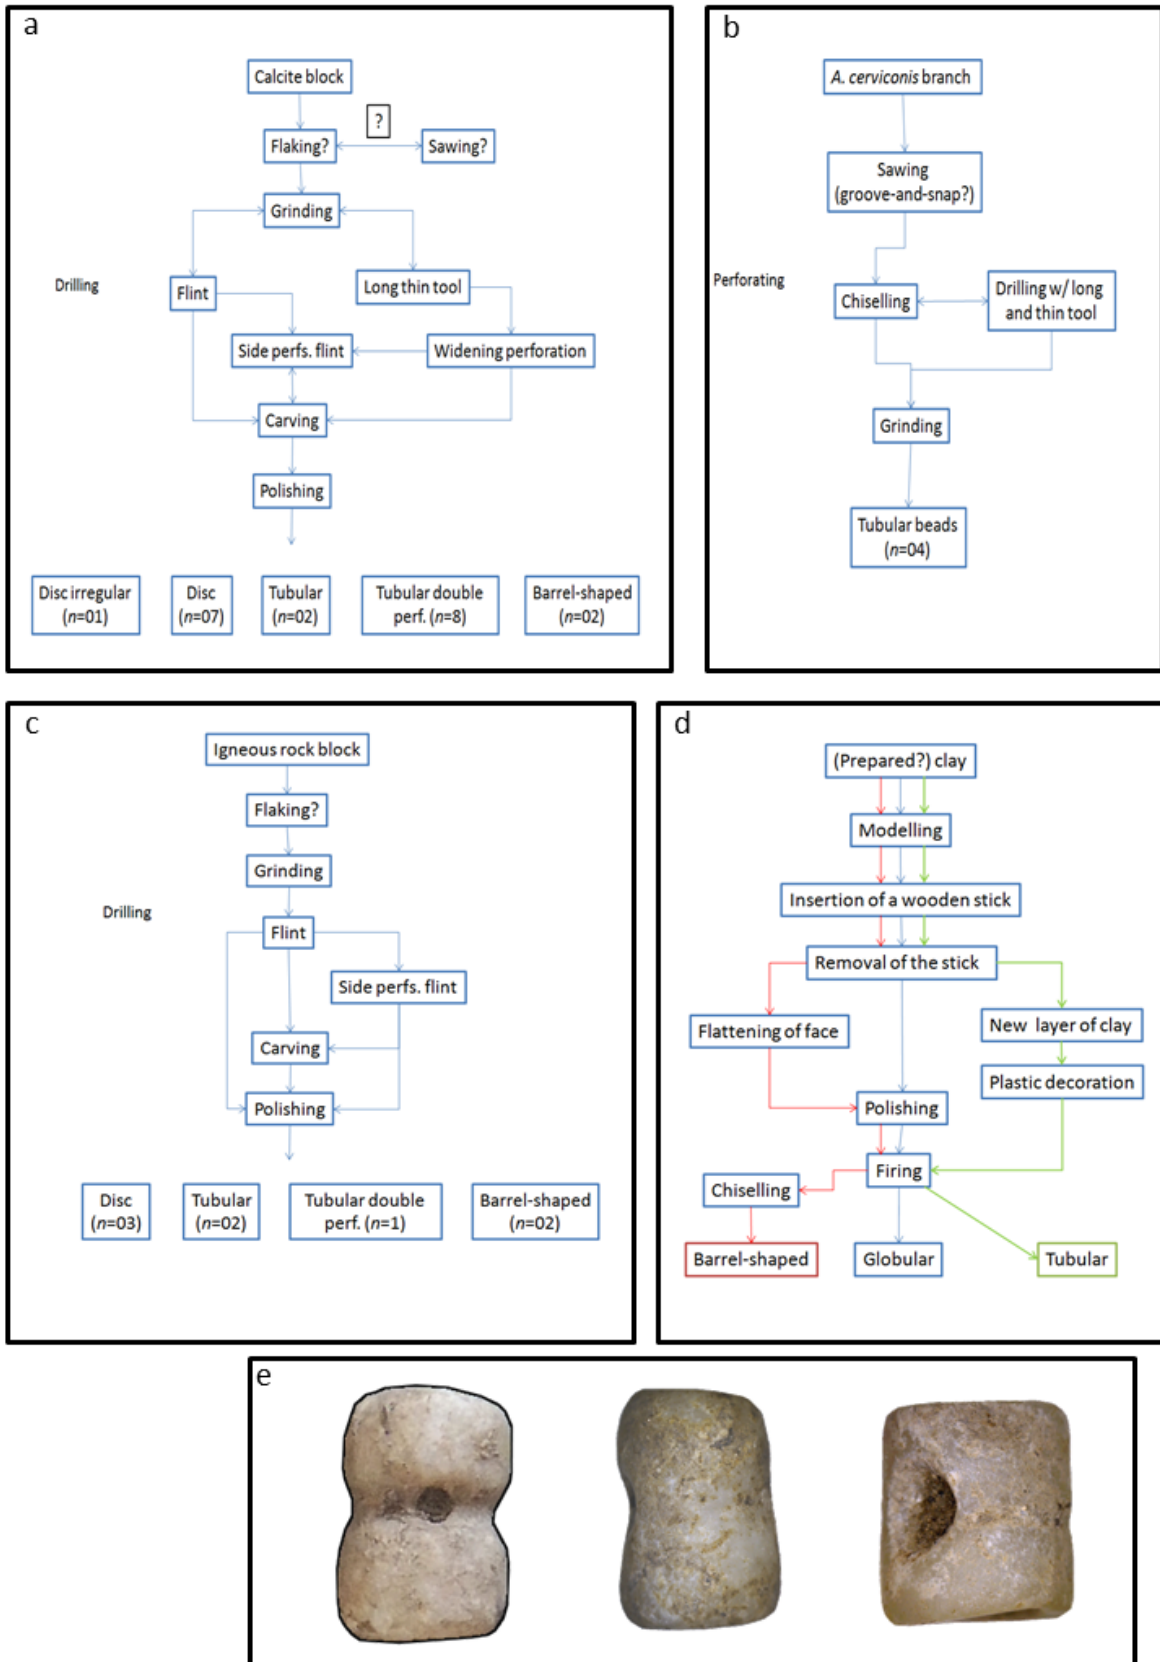 a
Calcite block
?
Flaking?
Sawing?
Grinding
Drilling
Flint
Long thin tool
Side perfs. flint
Widening perforation
Carving
Polishing
Disc irregular
(n=01)
Disc
(n=07)
Tubular
(n=02)
Tubular double
perf. (n=8)
Barrel-shaped
(n=02)
b
A. cerviconis branch
Sawing
(groove-and-snap?)
Perforating
Chiselling
Drilling w/ long
and thin tool
Grinding
Tubular beads
(n=04)
c
Igneous rock block
Flaking?
Grinding
Drilling
Flint
Side perfs. flint
Carving
Polishing
Disc
(n=03)
Tubular
(n=02)
Tubular double
perf. (n=1)
Barrel-shaped
(n=02)
d
(Prepared?) clay
Modelling
Insertion of a wooden stick
Removal of the stick
Flattening of face
New layer of clay
Plastic decoration
Polishing
Firing
Chiselling
Barrel-shaped
Globular
Tubular
e